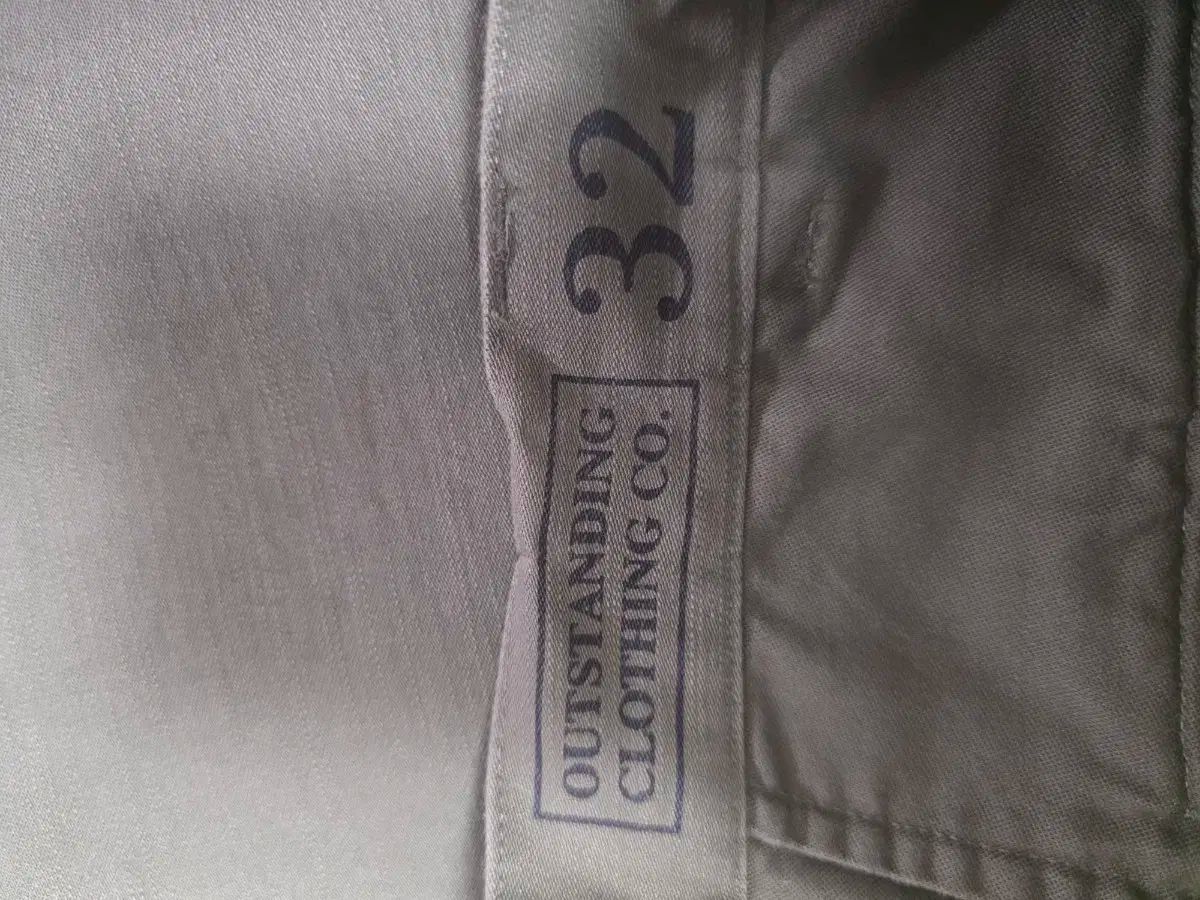 OUTSTANDING
CLOTHING CO.
32